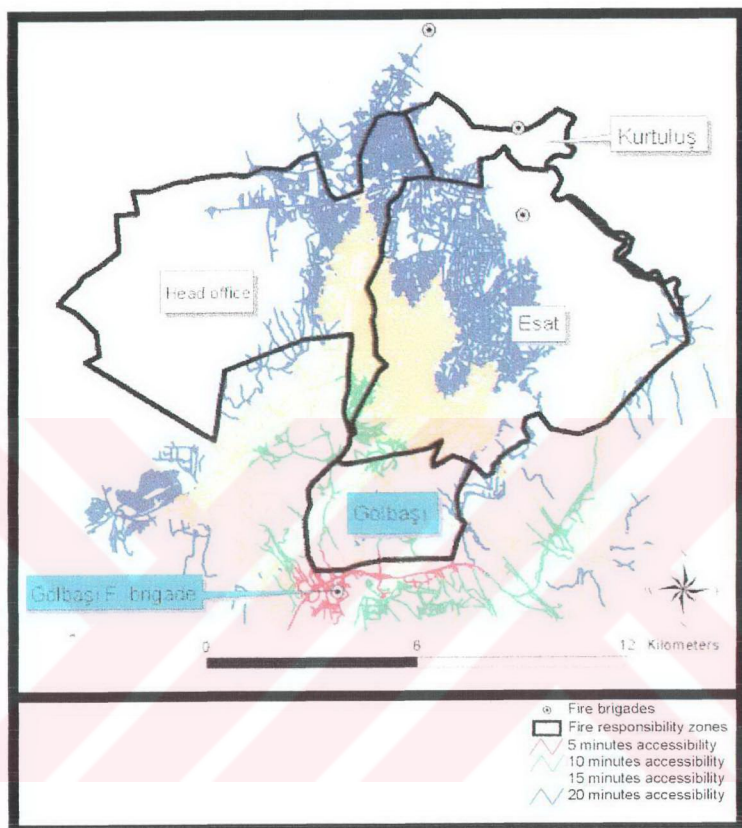 Kurtuluş
Head office
Esat
Gölbaşı
Gölbaşı F. brigade
0 6 12 Kilometers
Fire brigades
Fire responsibility zones
5 minutes accessibility
10 minutes accessibility
15 minutes accessibility
20 minutes accessibility